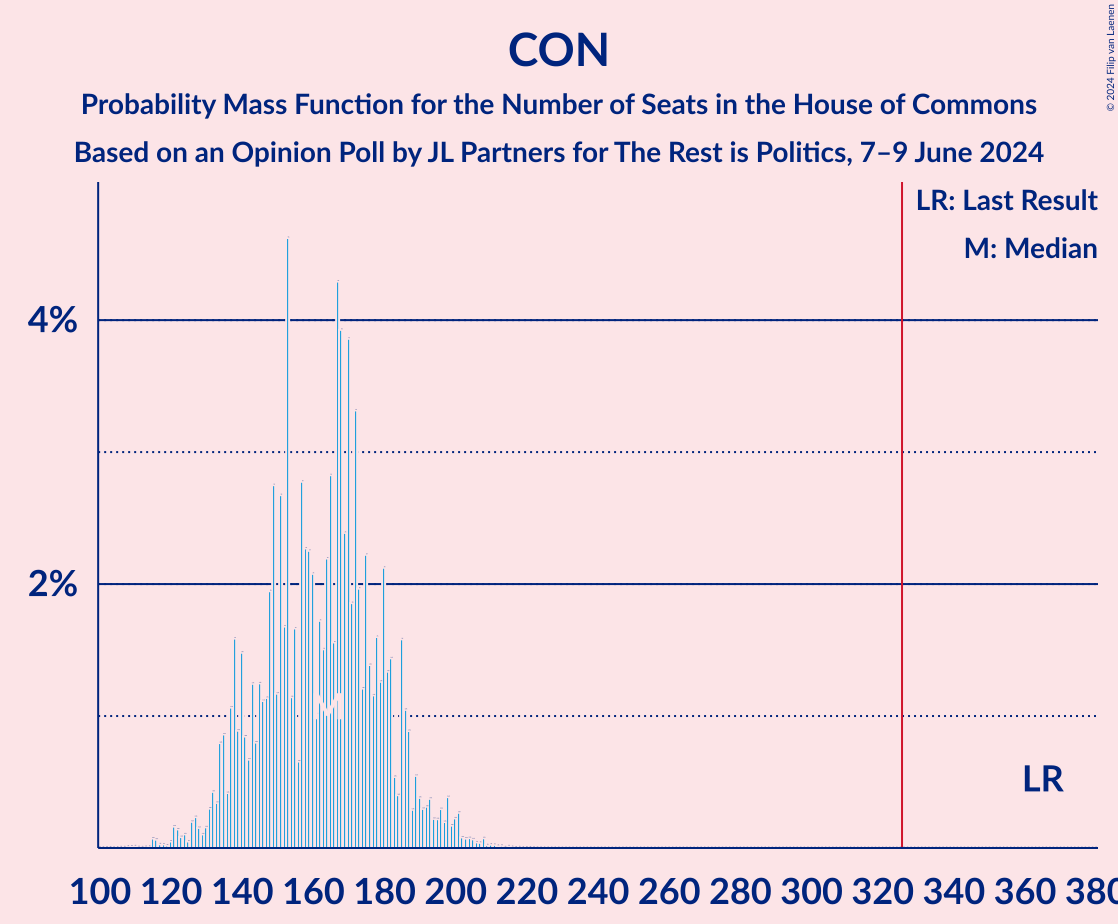 CON
Probability Mass Function for the Number of Seats in the House of Commons
Based on an Opinion Poll by JL Partners for The Rest is Politics, 7–9 June 2024
© 2024 Filip van Laenen
LR: Last Result
M: Median
4%
2%
LR
100 120 140 160 180 200 220 240 260 280 300 320 340 360 380